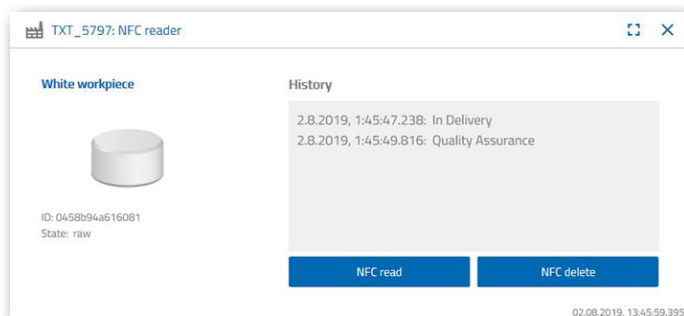 TXT_5797: NFC reader
White workpiece
ID: 0458b94a616081
State: raw
History
2.8.2019, 1:45:47.238: In Delivery
2.8.2019, 1:45:49.816: Quality Assurance
NFC read
NFC delete
02.08.2019, 13:45:59.395